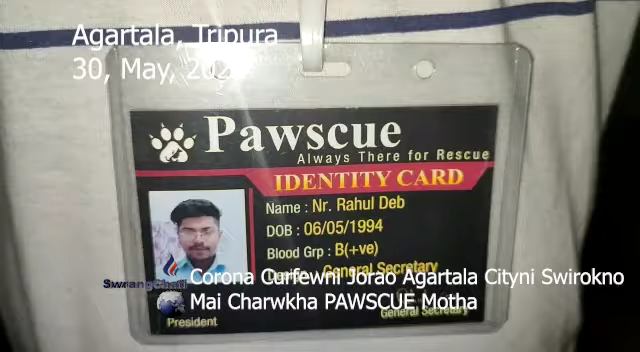 Agartala, Tripura
30, May, 202
Pawscue
Always There for Rescue
IDENTITY CARD
Name : Nr. Rahul Deb
DOB : 06/05/1994
Blood Grp : B(+ve)
General Secretary
SwrangChati
Corona Curfewni Jorao Agartala Cityni Swirokno
Mai Charwkha PAWSCUE Motha
President
General Secretary